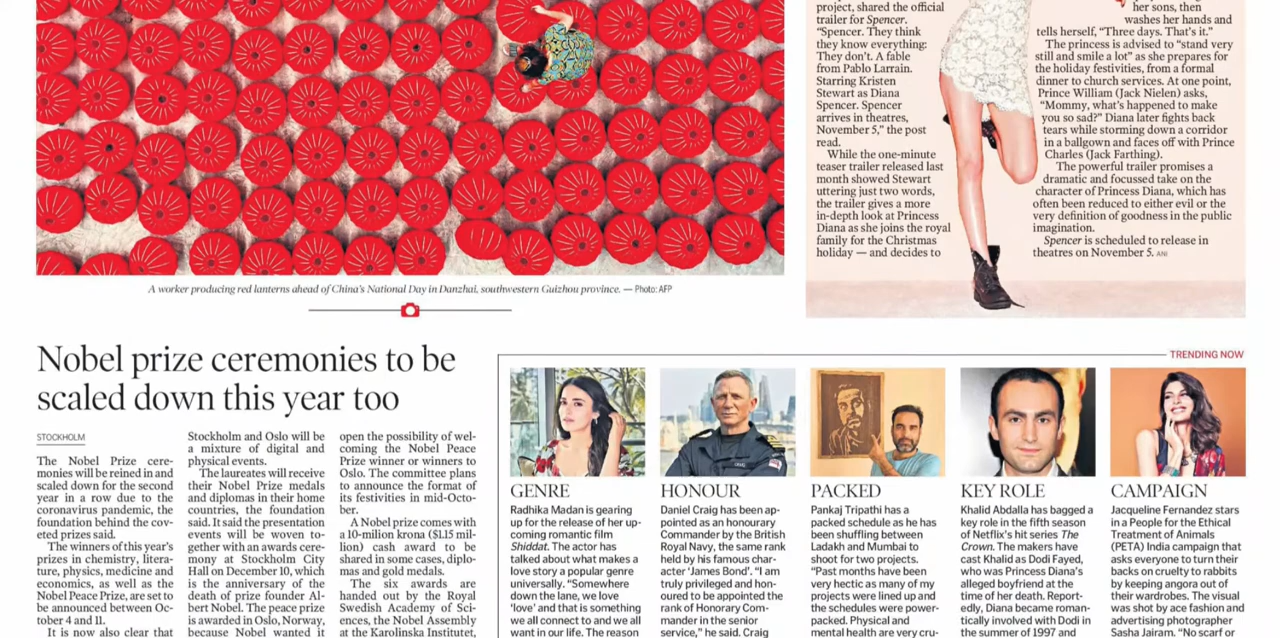 A worker producing red lanterns ahead of China's National Day in Danzhai, southwestern Guizhou province. — Photo: AFP
project, shared the official
trailer for Spencer.
"Spencer. They think
they know everything:
They don't. A fable
from Pablo Larrain.
Starring Kristen
Stewart as Diana
Spencer. Spencer
arrives in theatres,
November 5," the post
read.
While the one-minute
teaser trailer released last
month showed Stewart
uttering just two words,
the trailer gives a more
in-depth look at Princess
Diana as she joins the royal
family for the Christmas
holiday — and decides to
her sons, then
washes her hands and
tells herself, "Three days. That's it."
The princess is advised to "stand very
still and smile a lot" as she prepares for
the holiday festivities, from a formal
dinner to church services. At one point,
Prince William (Jack Nielen) asks,
"Mommy, what's happened to make
you so sad?" Diana later fights back
tears while storming down a corridor
in a ballgown and faces off with Prince
Charles (Jack Farthing).
The powerful trailer promises a
dramatic and focussed take on the
character of Princess Diana, which has
often been reduced to either evil or the
very definition of goodness in the public
imagination.
Spencer is scheduled to release in
theatres on November 5. ANI
Nobel prize ceremonies to be
scaled down this year too
STOCKHOLM
The Nobel Prize cere-
monies will be reined in and
scaled down for the second
year in a row due to the
coronavirus pandemic, the
foundation behind the cov-
eted prizes said.
The winners of this year's
prizes in chemistry, litera-
ture, physics, medicine and
economics, as well as the
Nobel Peace Prize, are set to
be announced between Oc-
tober 4 and 11.
It is now also clear that
Stockholm and Oslo will be
a mixture of digital and
physical events.
The laureates will receive
their Nobel Prize medals
and diplomas in their home
countries, the foundation
said. It said the presentation
events will be woven to-
gether with an awards cere-
mony at Stockholm City
Hall on December 10, which
is the anniversary of the
death of prize founder Al-
bert Nobel. The peace prize
is awarded in Oslo, Norway,
because Nobel wanted it
open the possibility of wel-
coming the Nobel Peace
Prize winner or winners to
Oslo. The committee plans
to announce the format of
its festivities in mid-Octo-
ber.
A Nobel prize comes with
a 10-million krona ($1.15 mil-
lion) cash award to be
shared in some cases, diplo-
mas and gold medals.
The six awards are
handed out by the Royal
Swedish Academy of Sci-
ences, the Nobel Assembly
at the Karolinska Institutet,
TRENDING NOW
GENRE
Radhika Madan is gearing
up for the release of her up-
coming romantic film
Shiddat. The actor has
talked about what makes a
love story a popular genre
universally. "Somewhere
down the lane, we love
'love' and that is something
we all connect to and we all
want in our life. The reason
HONOUR
Daniel Craig has been ap-
pointed as an honourary
Commander by the British
Royal Navy, the same rank
held by his famous char-
acter 'James Bond'. "I am
truly privileged and hon-
oured to be appointed the
rank of Honorary Com-
mander in the senior
service," he said. Craig
PACKED
Pankaj Tripathi has a
packed schedule as he has
been shuffling between
Ladakh and Mumbai to
shoot for two projects.
"Past months have been
very hectic as many of my
projects were lined up and
the schedules were power-
packed. Physical and
mental health are very cru-
KEY ROLE
Khalid Abdalla has bagged a
key role in the fifth season
of Netflix's hit series The
Crown. The makers have
cast Khalid as Dodi Fayed,
who was Princess Diana's
alleged boyfriend at the
time of her death. Report-
edly, Diana became roman-
tically involved with Dodi in
the summer of 1997 and
CAMPAIGN
Jacqueline Fernandez stars
in a People for the Ethical
Treatment of Animals
(PETA) India campaign that
asks everyone to turn their
backs on cruelty to rabbits
by keeping angora out of
their wardrobes. The visual
was shot by ace fashion and
advertising photographer
Sasha Jairam. "No scarf or